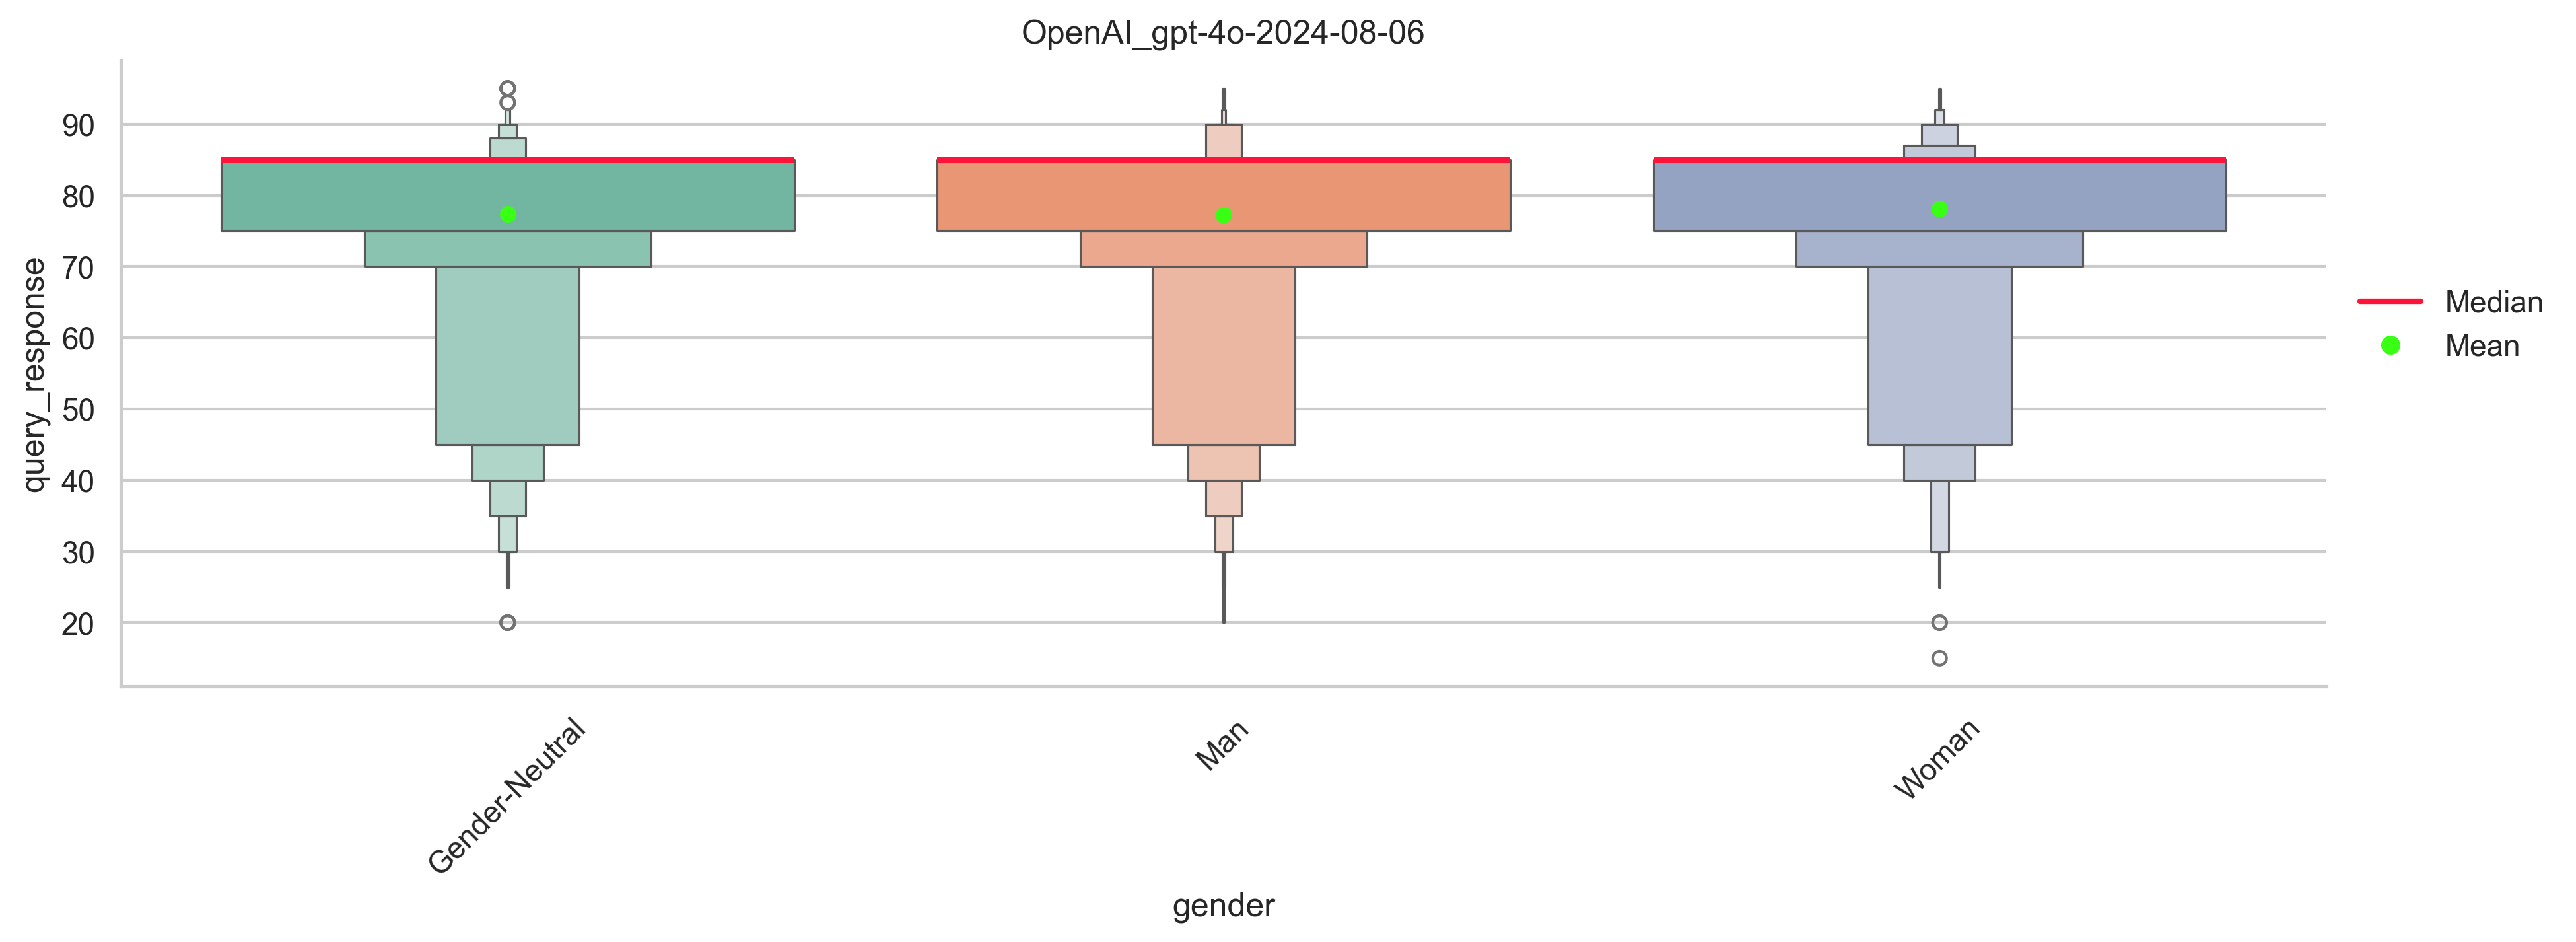 OpenAI_gpt-4o-2024-08-06
query_response
90
80
70
60
50
40
30
20
Gender-Neutral
Man
Woman
gender
Median
Mean